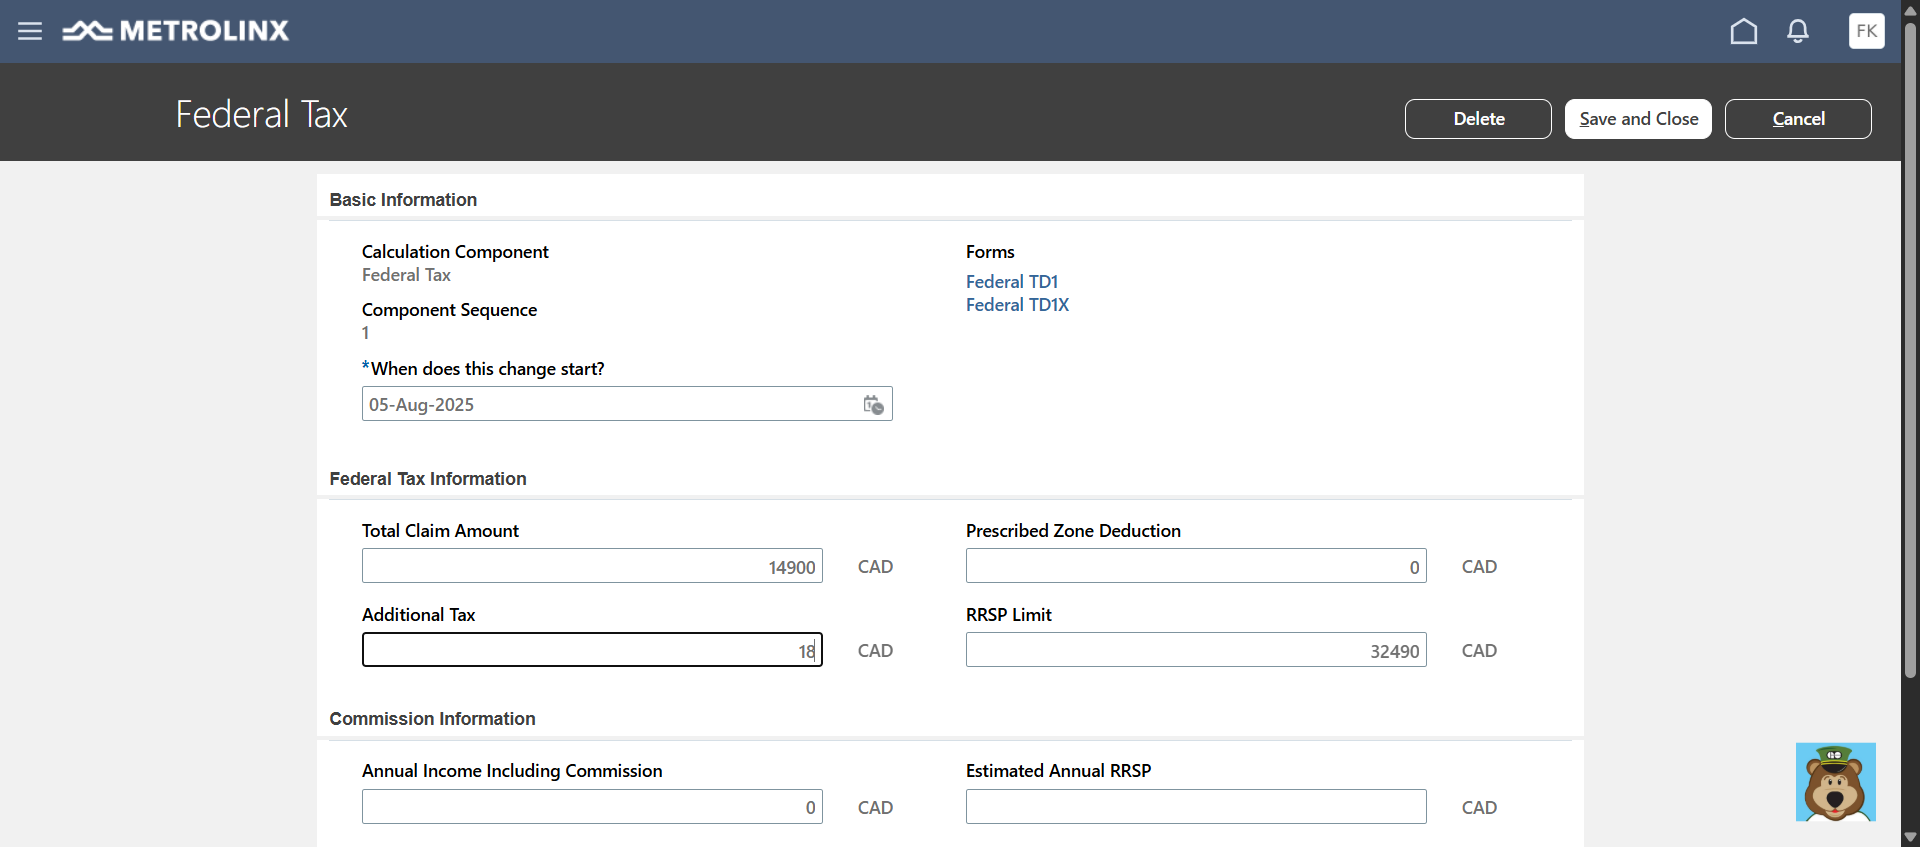 METROLINX
FK
Federal Tax
Delete
Save and Close
Cancel
Basic Information
Calculation Component
Federal Tax
Component Sequence
1
*When does this change start?
05-Aug-2025
Forms
Federal TD1
Federal TD1X
Federal Tax Information
Total Claim Amount
14900 CAD
Prescribed Zone Deduction
0 CAD
Additional Tax
18 CAD
RRSP Limit
32490 CAD
Commission Information
Annual Income Including Commission
0 CAD
Estimated Annual RRSP
CAD